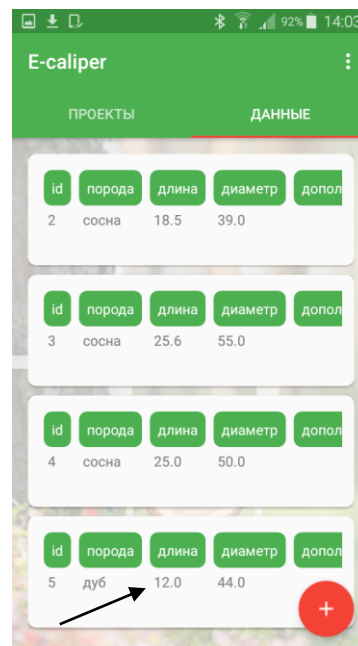 92% 14:03
E-caliper
ПРОЕКТЫ ДАННЫЕ
id порода длина диаметр допол
2 сосна 18.5 39.0
id порода длина диаметр допол
3 сосна 25.6 55.0
id порода длина диаметр допол
4 сосна 25.0 50.0
id порода длина диаметр допол
5 дуб 12.0 44.0
+